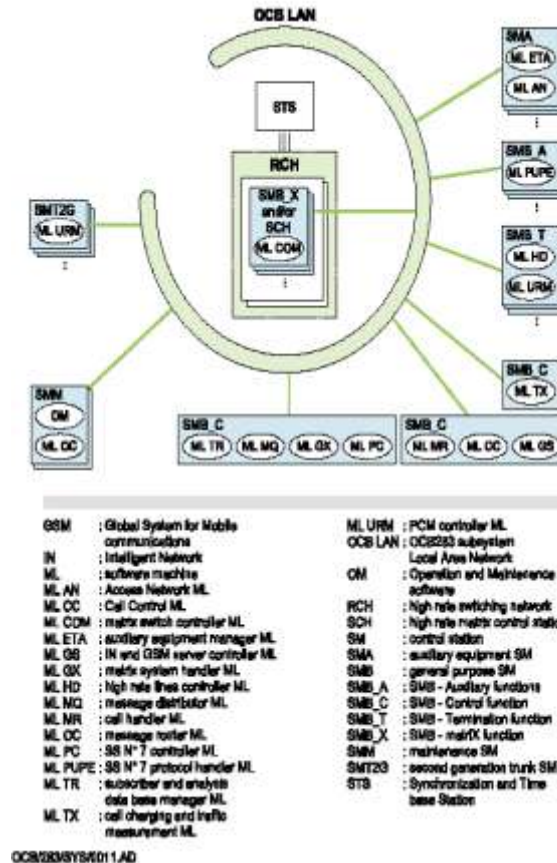 OCB LAN
SMA
ML ETA
ML AN
STS
RCH
SMB_A
ML PUPE
SMB_X
and/or
SCH
ML COM
SMT2G
ML URM
SMB_T
ML HD
ML URM
SMB_C
ML TX
SMM
OM
ML OC
SMB_C
ML TR
ML MQ
ML GX
ML PC
SMB_C
ML MR
ML CC
ML GS
GSM : Global System for Mobile
communications
IN : Intelligent Network
ML : software machine
ML AN : Access Network ML
ML CC : Call Control ML
ML COM : matrix switch controller ML
ML ETA : auxiliary equipment manager ML
ML GS : IN and GSM server controller ML
ML GX : matrix system handler ML
ML HD : high rate lines controller ML
ML MQ : message distributor ML
ML MR : call handler ML
ML OC : message router ML
ML PC : SS N° 7 controller ML
ML PUPE : SS N° 7 protocol handler ML
ML TR : subscriber and analysis
data base manager ML
ML TX : call charging and traffic
measurement ML
ML URM : PCM controller ML
OCB LAN : OCB283 subsystem
Local Area Network
OM : Operation and Maintenance
software
RCH : high rate switching network
SCH : high rate matrix control static
SM : control station
SMA : auxiliary equipment SM
SMB : general purpose SM
SMB_A : SMB - Auxiliary functions
SMB_C : SMB - Control function
SMB_T : SMB - Termination function
SMB_X : SMB - matriX function
SMM : maintenance SM
SMT2G : second generation trunk SM
STS : Synchronization and Time
base Station
OCB/283/SYS/0011.AD